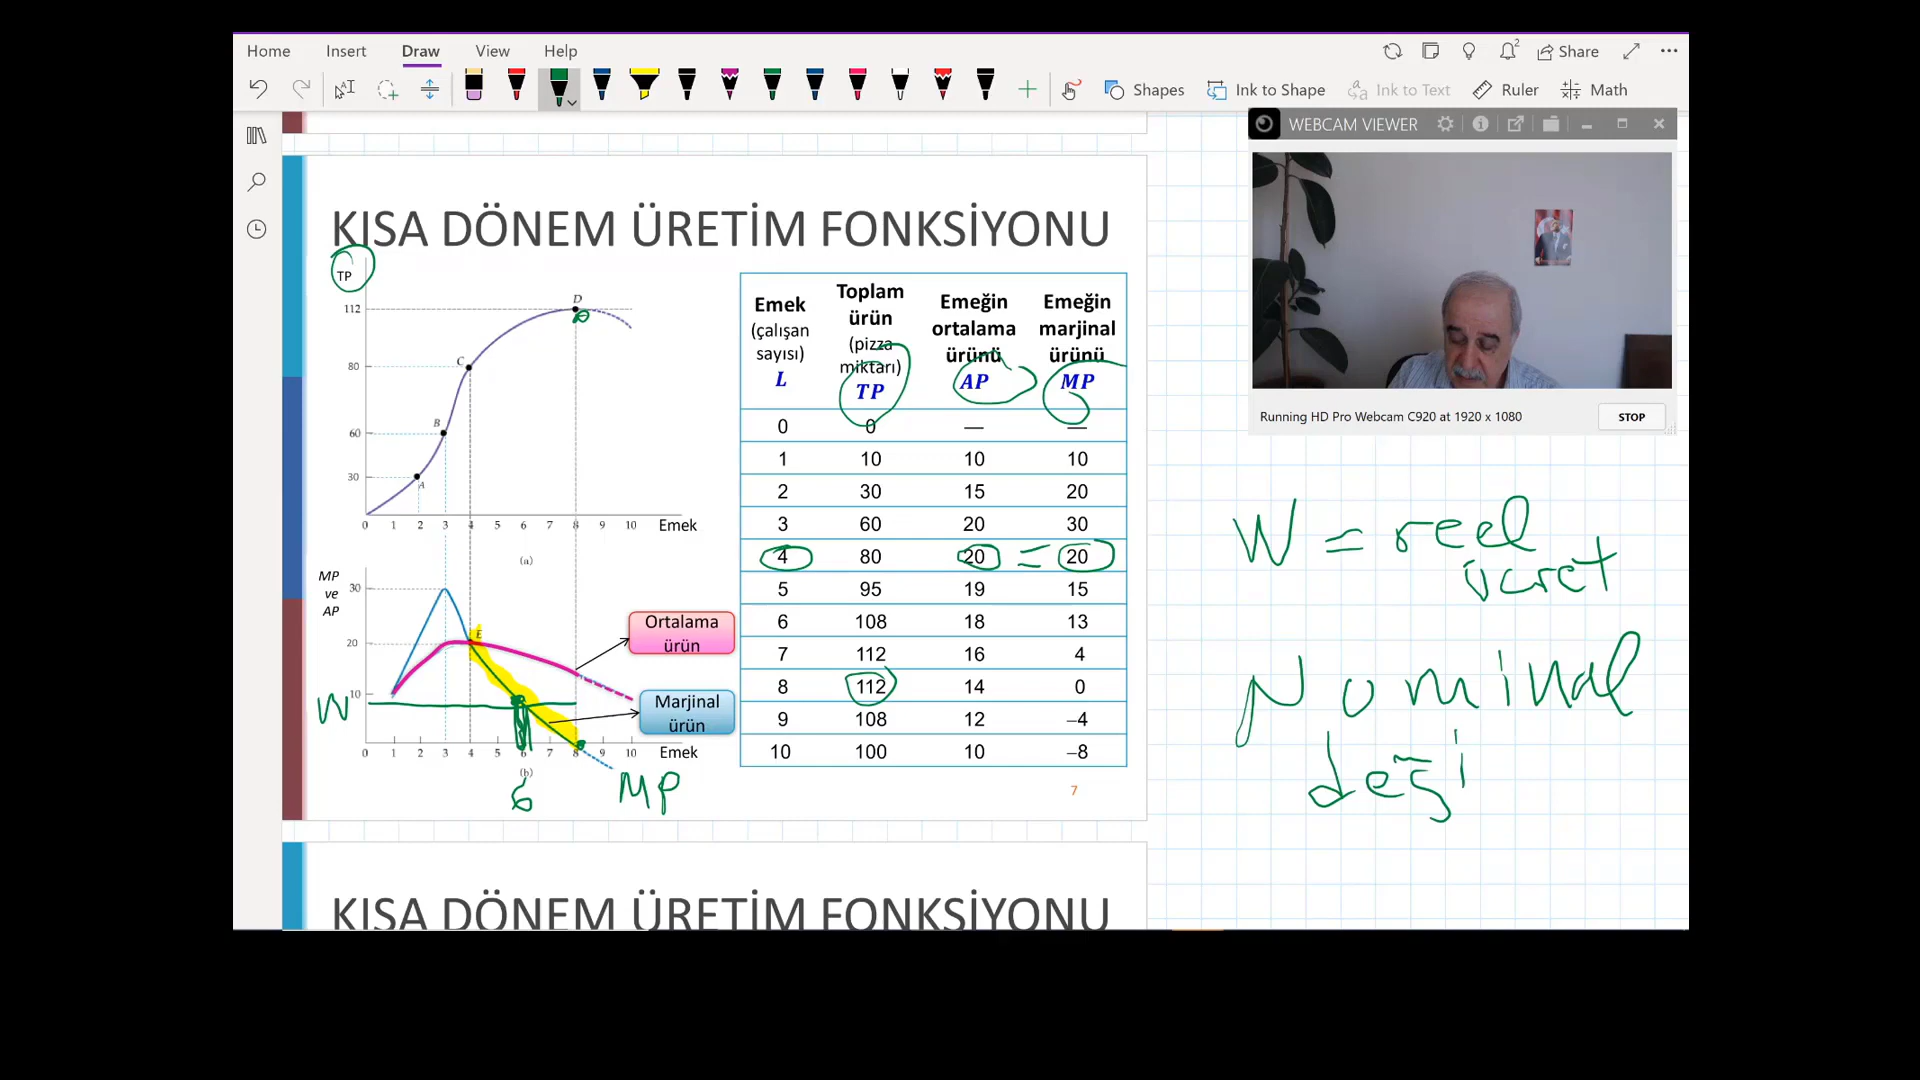 Home Insert Draw View Help
2 Share
Shapes Ink to Shape Ink to Text Ruler Math
WEBCAM VIEWER
Running HD Pro Webcam C920 at 1920 x 1080 STOP
KISA DÖNEM ÜRETİM FONKSİYONU
TP
112
80
60
30
D
C
B
A
0 1 2 3 4 5 6 7 8 9 10 Emek
(a)
MP
ve
AP
30
20
10
E
W
0 1 2 3 4 5 6 7 8 9 10 Emek
(b)
6
MP
Ortalama
ürün
Marjinal
ürün
Emek
(çalışan
sayısı)
L
Toplam
ürün
(pizza
miktarı)
TP
Emeğin
ortalama
ürünü
AP
Emeğin
marjinal
ürünü
MP
0 0 — —
1 10 10 10
2 30 15 20
3 60 20 30
4 80 20 = 20
5 95 19 15
6 108 18 13
7 112 16 4
8 112 14 0
9 108 12 –4
10 100 10 –8
7
W = reel
ücret
Nominal
deği
KISA DÖNEM ÜRETİM FONKSİYONU